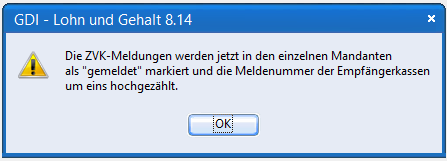 GDI - Lohn und Gehalt 8.14
Die ZVK-Meldungen werden jetzt in den einzelnen Mandanten
als "gemeldet" markiert und die Meldenummer der Empfängerkassen
um eins hochgezählt.
OK